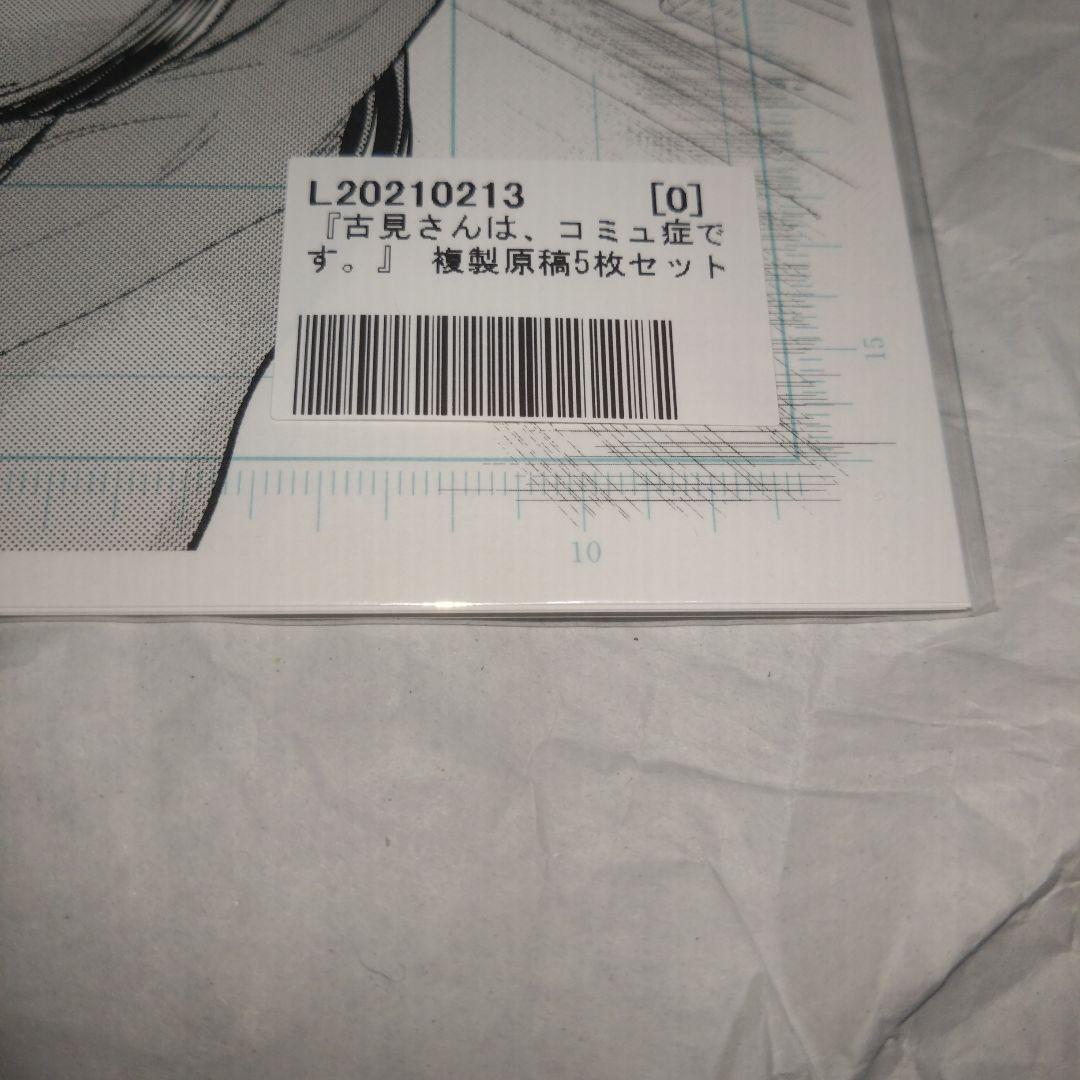 L20210213 [0]
『古見さんは、コミュ症で
す。』 複製原稿5枚セット
15
10